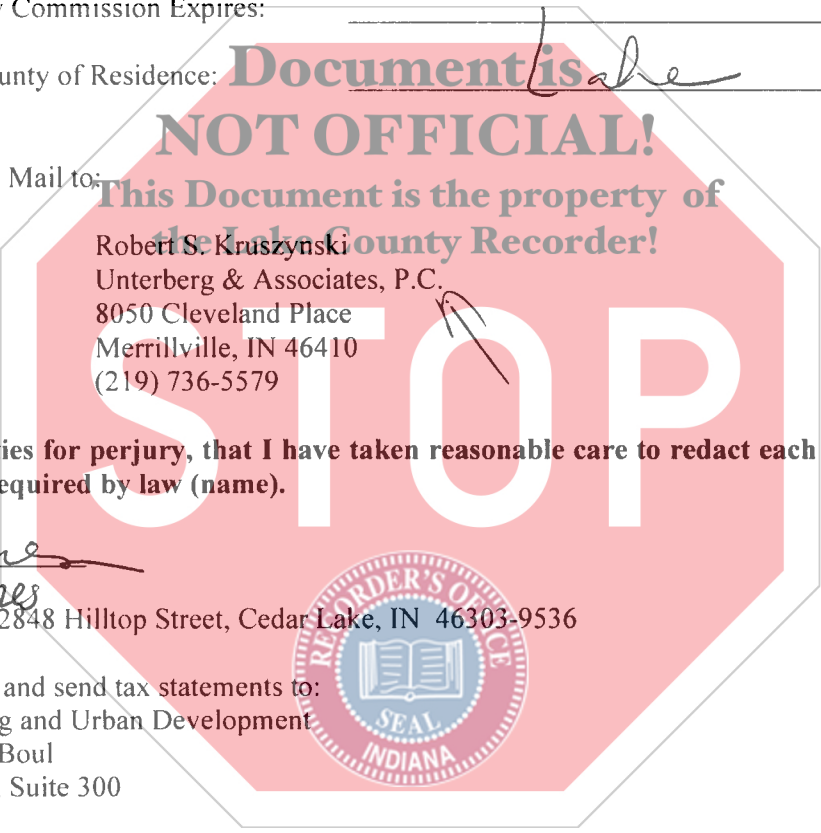 Commission Expires:
unty of Residence: Lake
Document is
NOT OFFICIAL!
Mail to:
This Document is the property of
the Lake County Recorder!
Robert S. Kruszynski
Unterberg & Associates, P.C.
8050 Cleveland Place
Merrillville, IN 46410
(219) 736-5579
STOP
ies for perjury, that I have taken reasonable care to redact each
equired by law (name).
2848 Hilltop Street, Cedar Lake, IN 46303-9536
RECORDER'S OFFICE
SEAL
INDIANA
and send tax statements to:
g and Urban Development
Boul
Suite 300